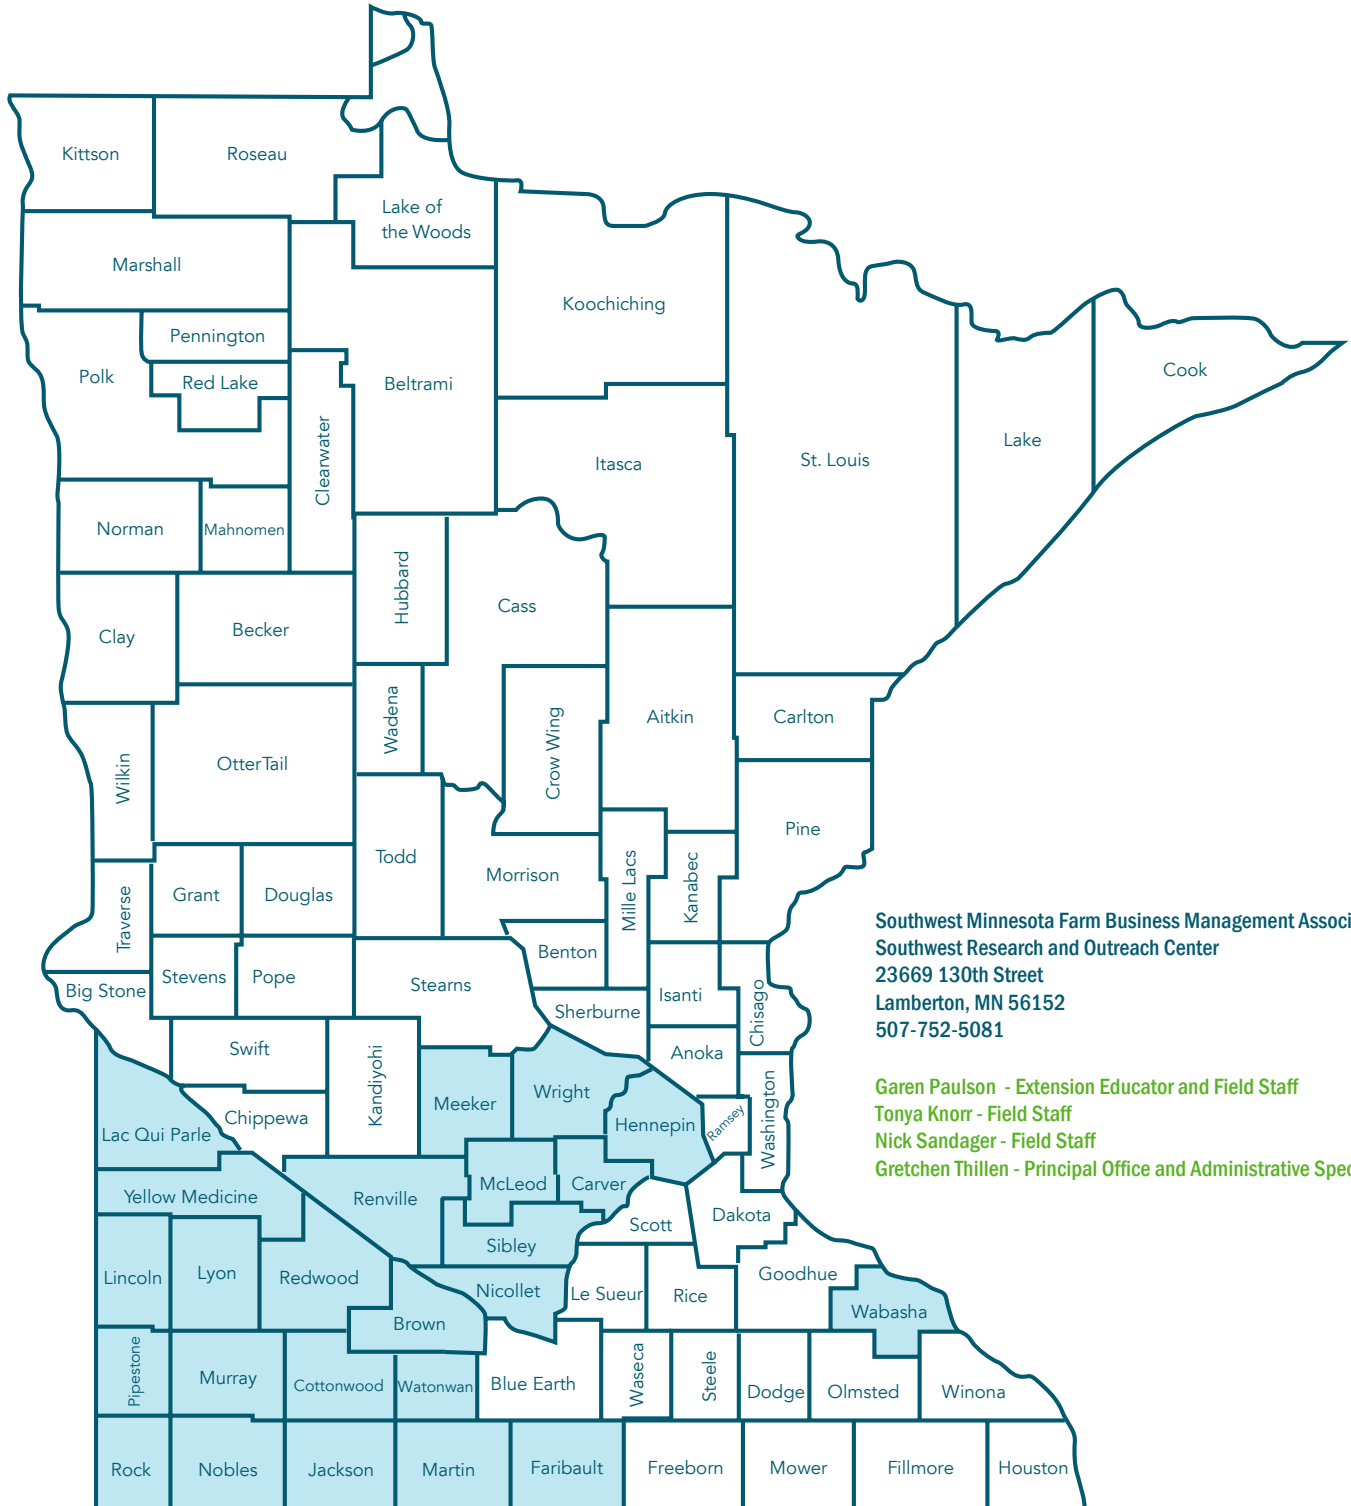 Kittson
Roseau
Lake of
the Woods
Marshall
Koochiching
Pennington
Polk
Red Lake
Beltrami
Cook
Clearwater
Itasca
St. Louis
Lake
Norman
Mahnomen
Hubbard
Cass
Clay
Becker
Wadena
Crow Wing
Aitkin
Carlton
Wilkin
OtterTail
Pine
Todd
Morrison
Mille Lacs
Kanabec
Grant
Douglas
Traverse
Benton
Stevens
Pope
Stearns
Big Stone
Isanti
Chisago
Sherburne
Swift
Kandiyohi
Anoka
Meeker
Wright
Washington
Chippewa
Hennepin
Ramsey
Lac Qui Parle
Yellow Medicine
Renville
McLeod
Carver
Scott
Dakota
Sibley
Lincoln
Lyon
Redwood
Nicollet
Le Sueur
Rice
Goodhue
Wabasha
Brown
Pipestone
Murray
Cottonwood
Watonwan
Blue Earth
Waseca
Steele
Dodge
Olmsted
Winona
Rock
Nobles
Jackson
Martin
Faribault
Freeborn
Mower
Fillmore
Houston
Southwest Minnesota Farm Business Management Associ
Southwest Research and Outreach Center
23669 130th Street
Lamberton, MN 56152
507-752-5081
Garen Paulson - Extension Educator and Field Staff
Tonya Knorr - Field Staff
Nick Sandager - Field Staff
Gretchen Thillen - Principal Office and Administrative Spec